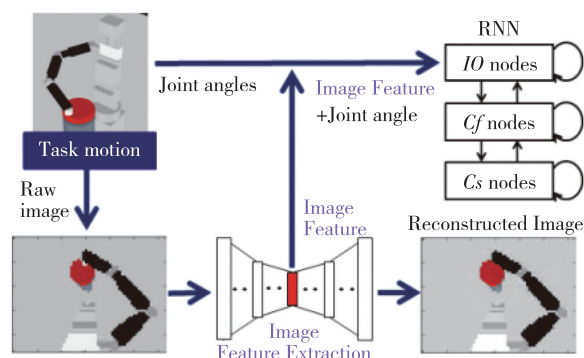 RNN
Joint angles
Image Feature
+Joint angle
IO nodes
Cf nodes
Cs nodes
Task motion
Raw
image
Image
Feature
Reconstructed Image
Image
Feature Extraction